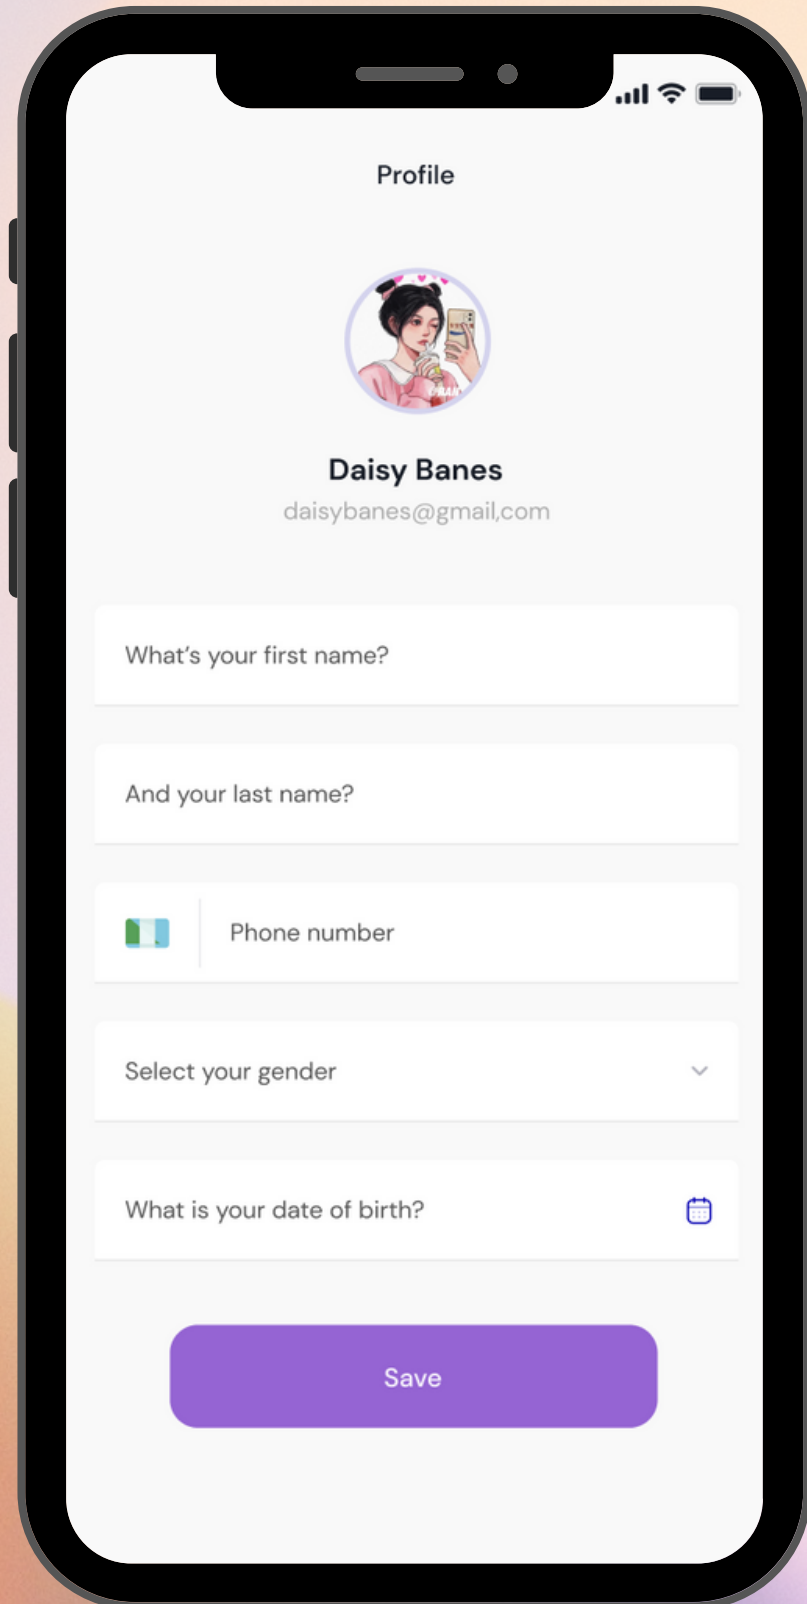 Profile
Daisy Banes
daisybanes@gmail,com
What's your first name?
And your last name?
Phone number
Select your gender
What is your date of birth?
Save